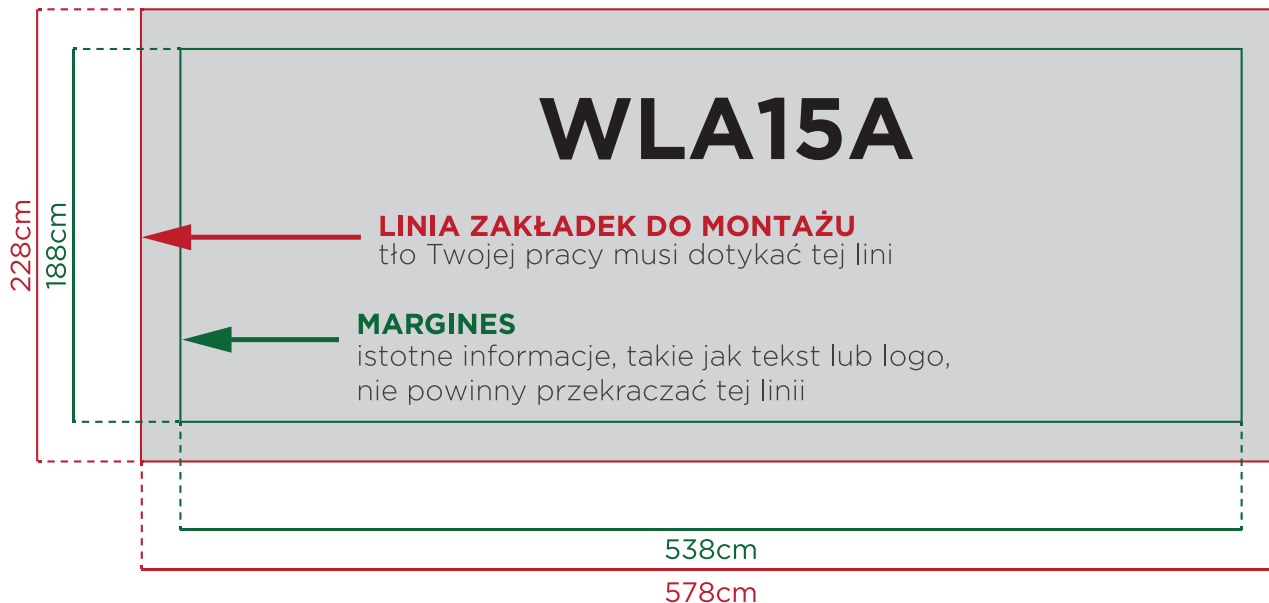 WLA15A
LINIA ZAKŁADEK DO MONTAŻU
tło Twojej pracy musi dotykać tej lini
MARGINES
istotne informacje, takie jak tekst lub logo,
nie powinny przekraczać tej linii
228cm
188cm
538cm
578cm